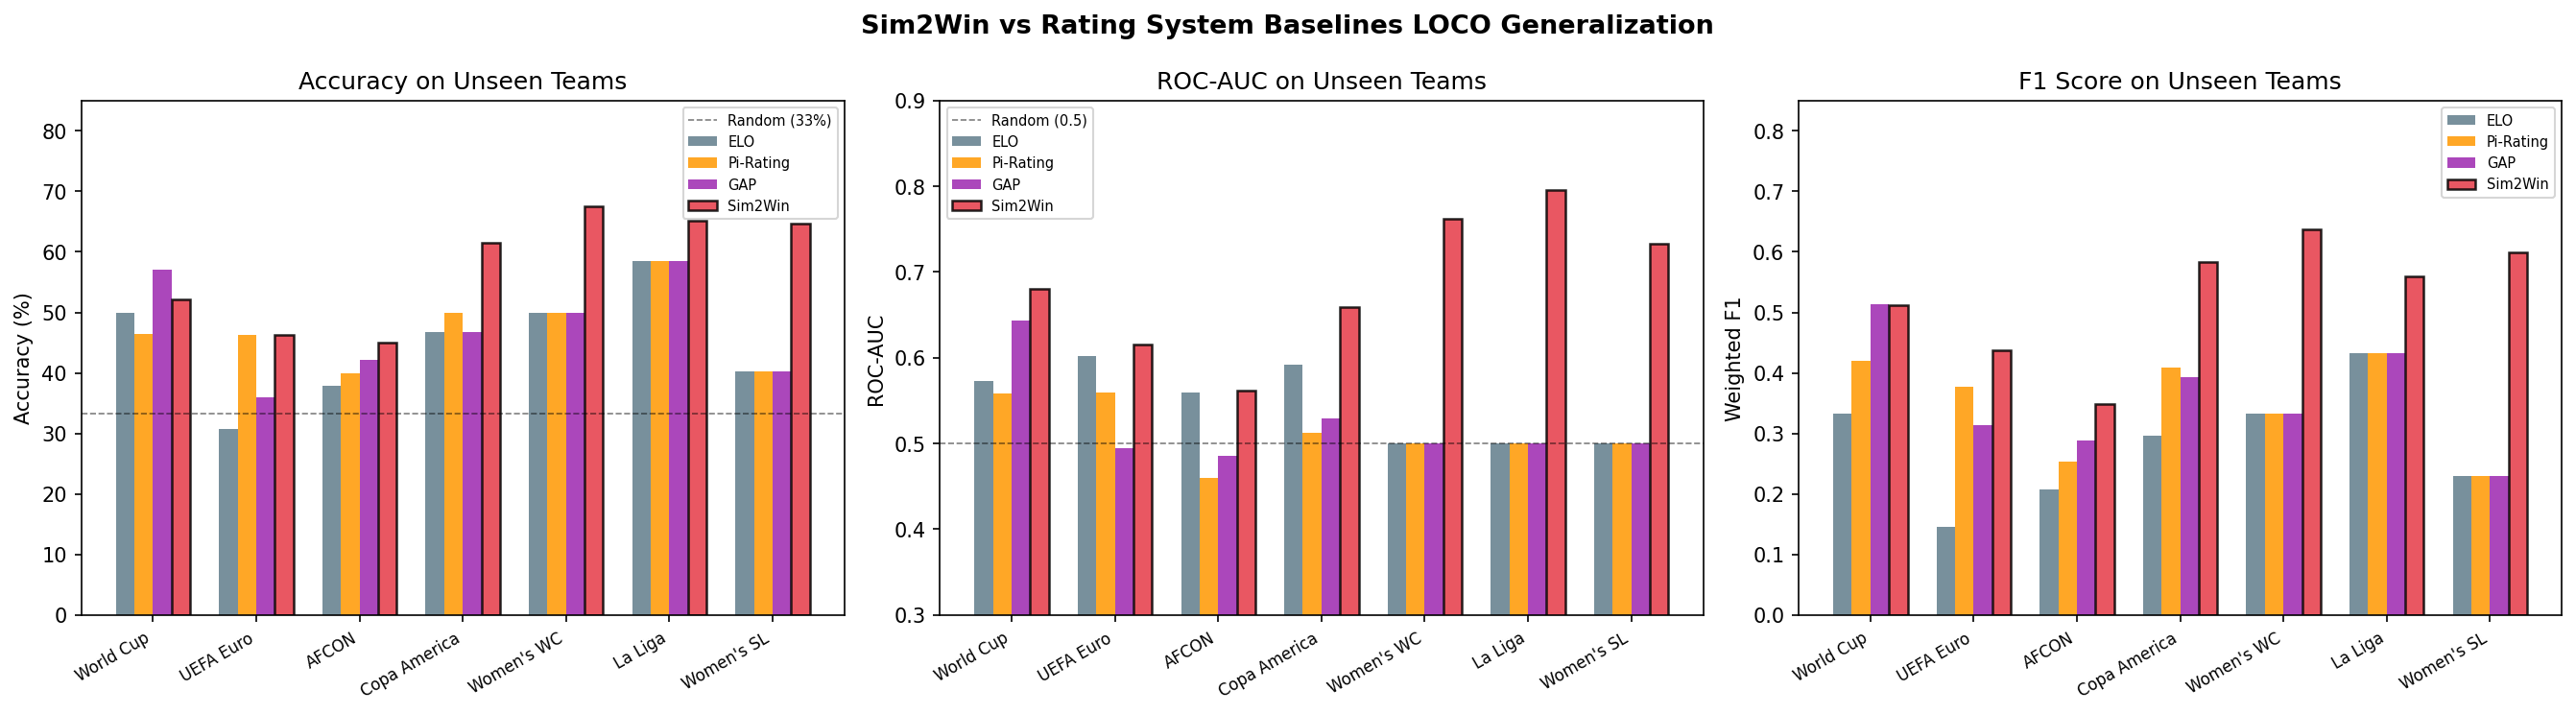 Sim2Win vs Rating System Baselines LOCO Generalization
Accuracy on Unseen Teams
Accuracy (%)
80
70
60
50
40
30
20
10
0
Random (33%)
ELO
Pi-Rating
GAP
Sim2Win
World Cup
UEFA Euro
AFCON
Copa America
Women's WC
La Liga
Women's SL
ROC-AUC on Unseen Teams
ROC-AUC
0.9
0.8
0.7
0.6
0.5
0.4
0.3
Random (0.5)
ELO
Pi-Rating
GAP
Sim2Win
World Cup
UEFA Euro
AFCON
Copa America
Women's WC
La Liga
Women's SL
F1 Score on Unseen Teams
Weighted F1
0.8
0.7
0.6
0.5
0.4
0.3
0.2
0.1
0.0
ELO
Pi-Rating
GAP
Sim2Win
World Cup
UEFA Euro
AFCON
Copa America
Women's WC
La Liga
Women's SL